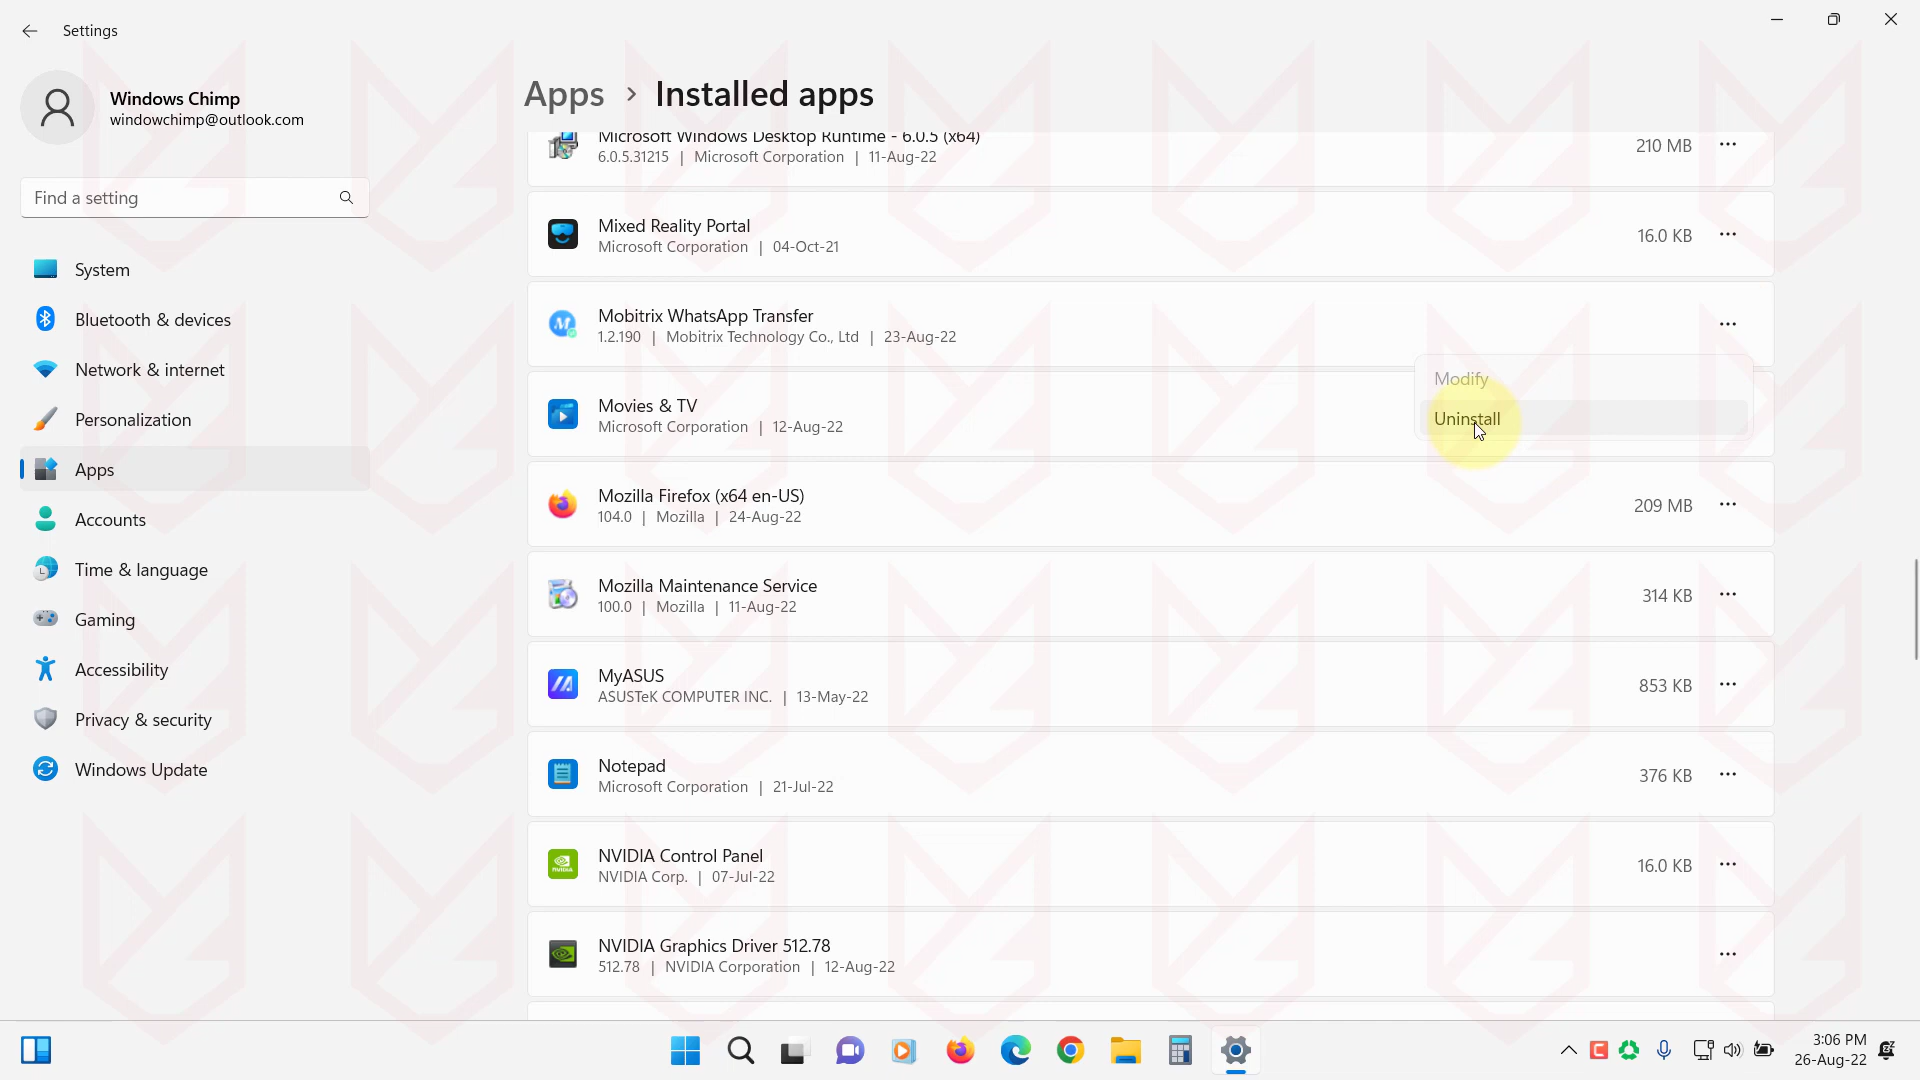 Settings
Windows Chimp
windowchimp@outlook.com
Find a setting
System
Bluetooth & devices
Network & internet
Personalization
Apps
Accounts
Time & language
Gaming
Accessibility
Privacy & security
Windows Update
Apps > Installed apps
Microsoft Windows Desktop Runtime - 6.0.5 (x64)
6.0.5.31215 | Microsoft Corporation | 11-Aug-22
210 MB
Mixed Reality Portal
Microsoft Corporation | 04-Oct-21
16.0 KB
Mobitrix WhatsApp Transfer
1.2.190 | Mobitrix Technology Co., Ltd | 23-Aug-22
Modify
Uninstall
Movies & TV
Microsoft Corporation | 12-Aug-22
Mozilla Firefox (x64 en-US)
104.0 | Mozilla | 24-Aug-22
209 MB
Mozilla Maintenance Service
100.0 | Mozilla | 11-Aug-22
314 KB
MyASUS
ASUSTeK COMPUTER INC. | 13-May-22
853 KB
Notepad
Microsoft Corporation | 21-Jul-22
376 KB
NVIDIA Control Panel
NVIDIA Corp. | 07-Jul-22
16.0 KB
NVIDIA Graphics Driver 512.78
512.78 | NVIDIA Corporation | 12-Aug-22
3:06 PM
26-Aug-22